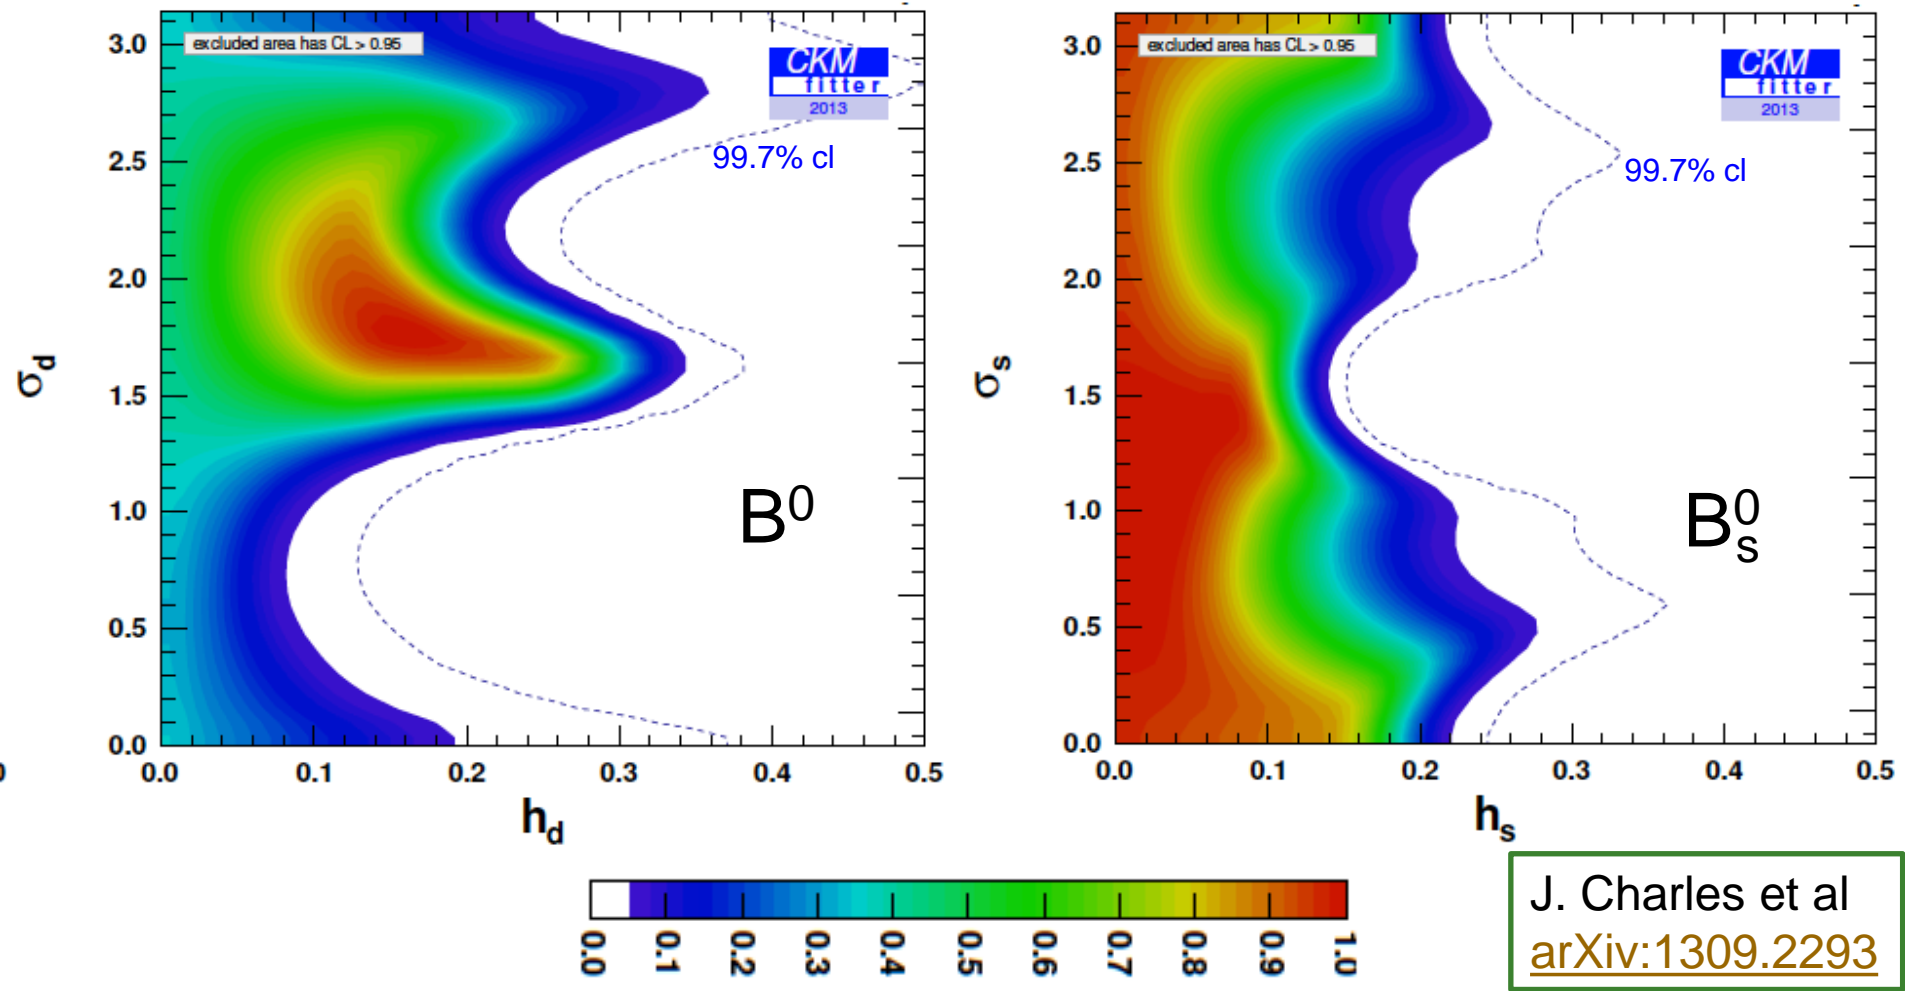 excluded area has CL > 0.95
CKM
fitter
2013
99.7% cl
B0
σd
3.0
2.5
2.0
1.5
1.0
0.5
0.0
0.0 0.1 0.2 0.3 0.4 0.5
hd
excluded area has CL > 0.95
CKM
fitter
2013
99.7% cl
B0s
σs
3.0
2.5
2.0
1.5
1.0
0.5
0.0
0.0 0.1 0.2 0.3 0.4 0.5
hs
0
0.0 0.1 0.2 0.3 0.4 0.5 0.6 0.7 0.8 0.9 1.0
J. Charles et al
arXiv:1309.2293